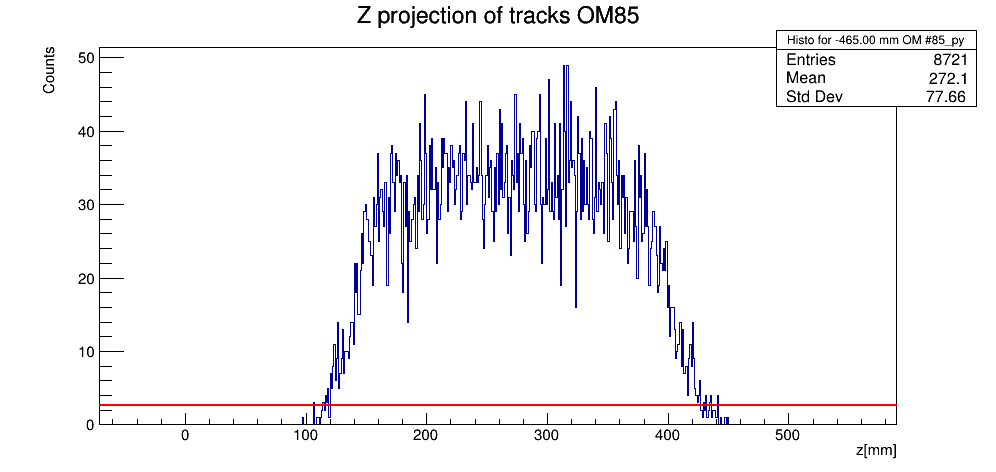 Z projection of tracks OM85
Histo for -465.00 mm OM #85_py
Entries 8721
Mean 272.1
Std Dev 77.66
Counts
50
40
30
20
10
0
0 100 200 300 400 500
z[mm]